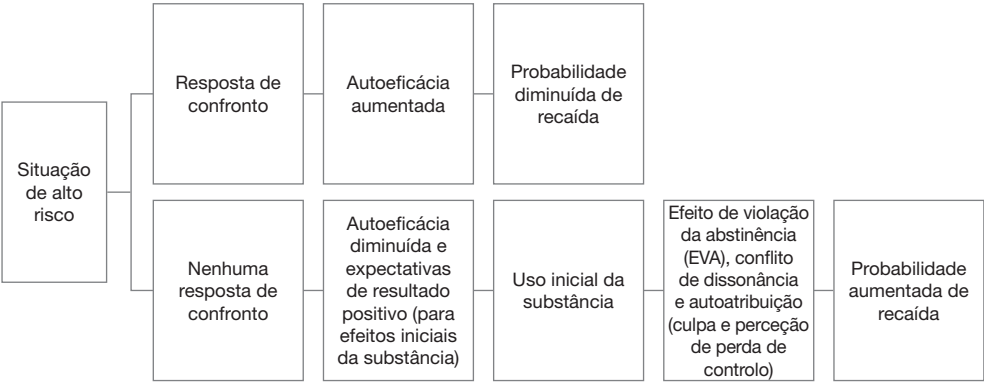 Situação
de alto
risco
Resposta de
confronto
Autoeficácia
aumentada
Probabilidade
diminuída de
recaída
Nenhuma
resposta de
confronto
Autoeficácia
diminuída e
expectativas
de resultado
positivo (para
efeitos iniciais
da substância)
Uso inicial da
substância
Efeito de violação
da abstinência
(EVA), conflito
de dissonância
e autoatribuição
(culpa e perceção
de perda de
controlo)
Probabilidade
aumentada de
recaída